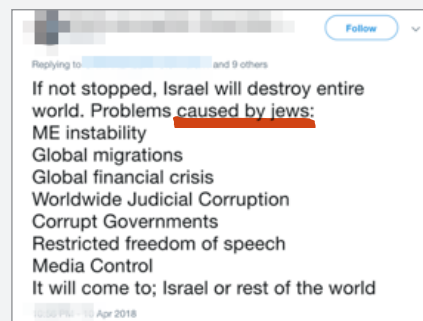 Follow
Replying to
and 9 others
If not stopped, Israel will destroy entire
world. Problems caused by jews:
ME instability
Global migrations
Global financial crisis
Worldwide Judicial Corruption
Corrupt Governments
Restricted freedom of speech
Media Control
It will come to; Israel or rest of the world
Apr 2018